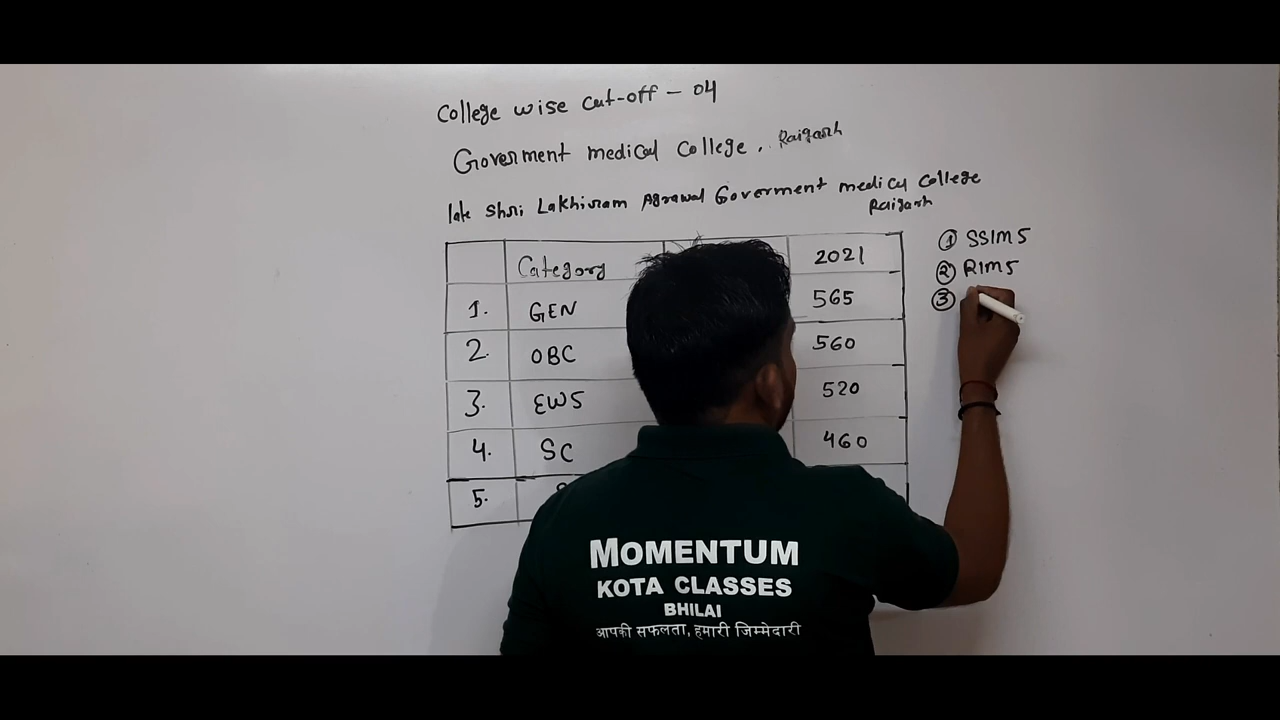 College wise cut-off - 04
Goverment medical college, Raigarh
late Shri Lakhiram Agrawal Goverment medical college
Raigarh
Category 2021
1. GEN 565
2. OBC 560
3. EWS 520
4. SC 460
5.
① SSIMS
② RIMS
③
MOMENTUM
KOTA CLASSES
BHILAI
आपकी सफलता, हमारी जिम्मेदारी